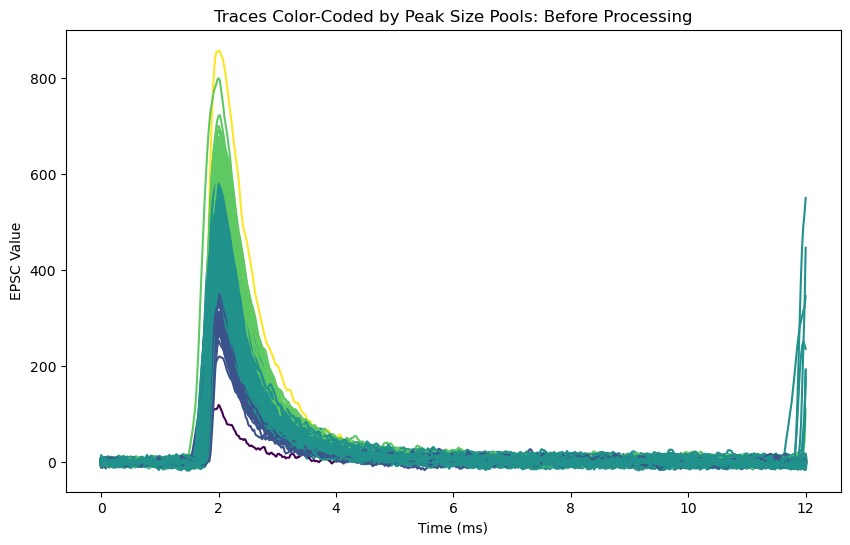 Traces Color-Coded by Peak Size Pools: Before Processing
800
600
400
200
0
EPSC Value
0 2 4 6 8 10 12
Time (ms)